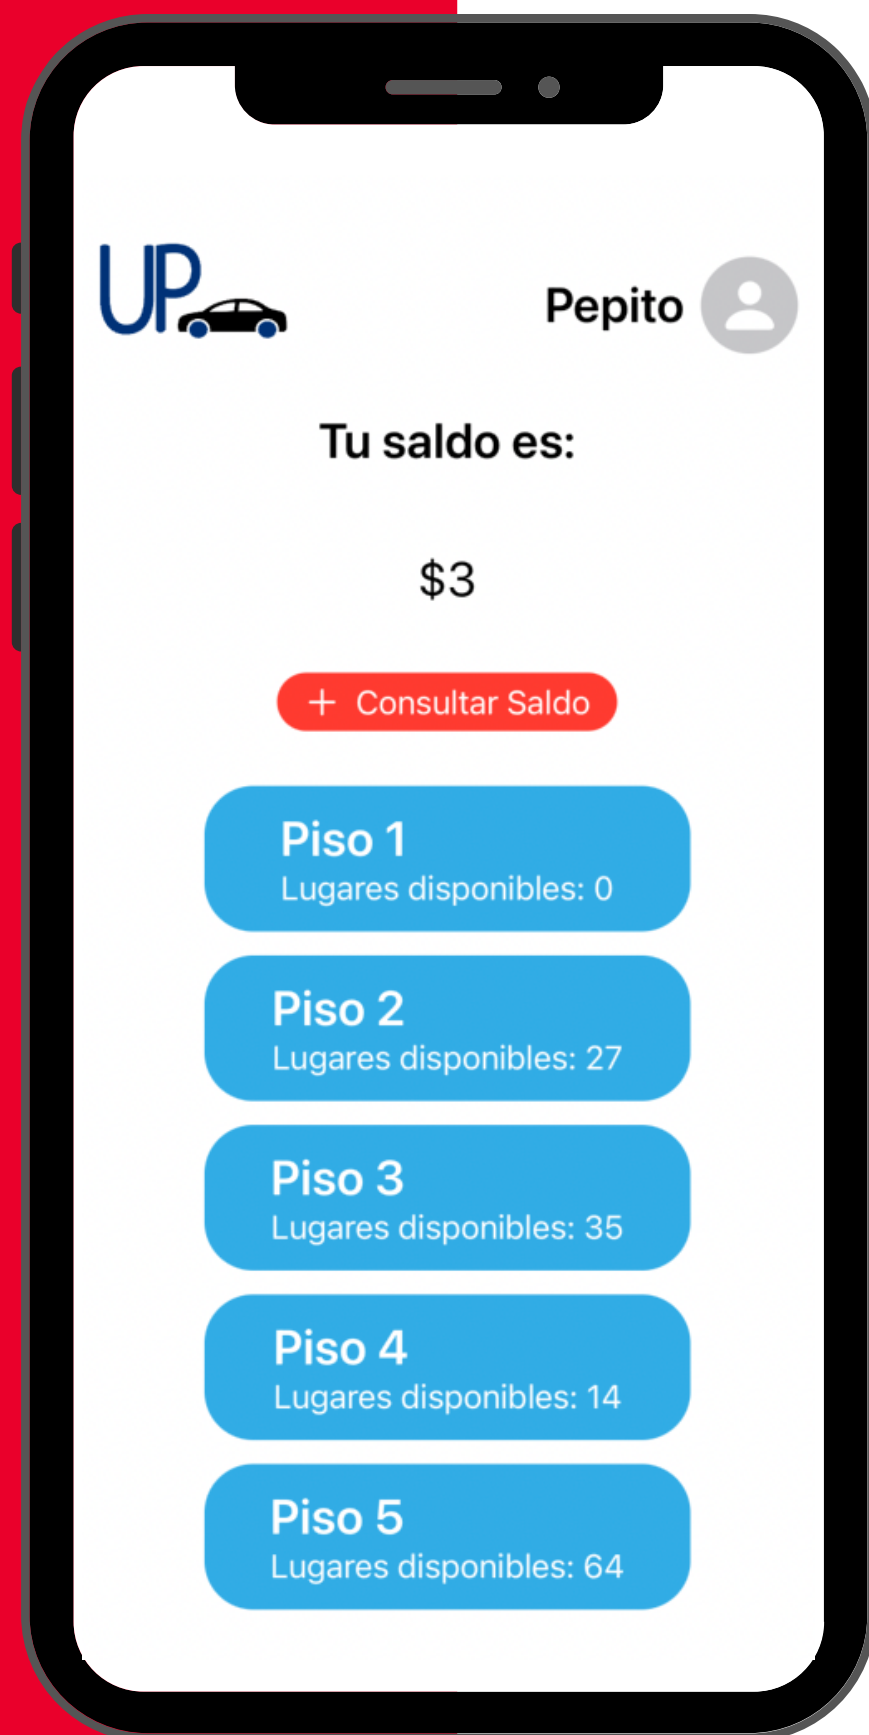 UP
Pepito
Tu saldo es:
$3
+ Consultar Saldo
Piso 1
Lugares disponibles: 0
Piso 2
Lugares disponibles: 27
Piso 3
Lugares disponibles: 35
Piso 4
Lugares disponibles: 14
Piso 5
Lugares disponibles: 64